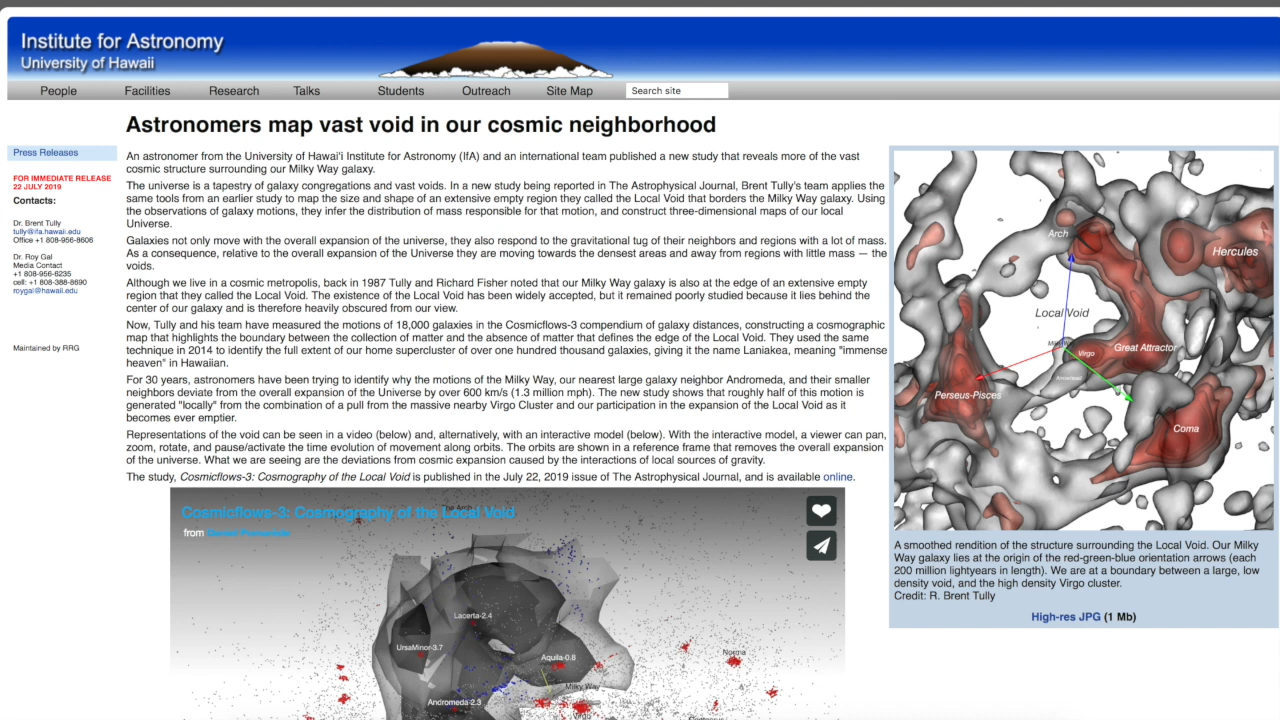 Institute for Astronomy
University of Hawaii
People Facilities Research Talks Students Outreach Site Map Search site
Astronomers map vast void in our cosmic neighborhood
Press Releases
FOR IMMEDIATE RELEASE
22 JULY 2019
Contacts:
Dr. Brent Tully
tully@ifa.hawaii.edu
Office +1 808-956-8606
Dr. Roy Gal
Media Contact
+1 808-956-6235
cell: +1 808-388-8690
roygal@hawaii.edu
Maintained by RRG
An astronomer from the University of Hawai'i Institute for Astronomy (IfA) and an international team published a new study that reveals more of the vast
cosmic structure surrounding our Milky Way galaxy.
The universe is a tapestry of galaxy congregations and vast voids. In a new study being reported in The Astrophysical Journal, Brent Tully's team applies the
same tools from an earlier study to map the size and shape of an extensive empty region they called the Local Void that borders the Milky Way galaxy. Using
the observations of galaxy motions, they infer the distribution of mass responsible for that motion, and construct three-dimensional maps of our local
Universe.
Galaxies not only move with the overall expansion of the universe, they also respond to the gravitational tug of their neighbors and regions with a lot of mass.
As a consequence, relative to the overall expansion of the Universe they are moving towards the densest areas and away from regions with little mass — the
voids.
Although we live in a cosmic metropolis, back in 1987 Tully and Richard Fisher noted that our Milky Way galaxy is also at the edge of an extensive empty
region that they called the Local Void. The existence of the Local Void has been widely accepted, but it remained poorly studied because it lies behind the
center of our galaxy and is therefore heavily obscured from our view.
Now, Tully and his team have measured the motions of 18,000 galaxies in the Cosmicflows-3 compendium of galaxy distances, constructing a cosmographic
map that highlights the boundary between the collection of matter and the absence of matter that defines the edge of the Local Void. They used the same
technique in 2014 to identify the full extent of our home supercluster of over one hundred thousand galaxies, giving it the name Laniakea, meaning "immense
heaven" in Hawaiian.
For 30 years, astronomers have been trying to identify why the motions of the Milky Way, our nearest large galaxy neighbor Andromeda, and their smaller
neighbors deviate from the overall expansion of the Universe by over 600 km/s (1.3 million mph). The new study shows that roughly half of this motion is
generated "locally" from the combination of a pull from the massive nearby Virgo Cluster and our participation in the expansion of the Local Void as it
becomes ever emptier.
Representations of the void can be seen in a video (below) and, alternatively, with an interactive model (below). With the interactive model, a viewer can pan,
zoom, rotate, and pause/activate the time evolution of movement along orbits. The orbits are shown in a reference frame that removes the overall expansion
of the universe. What we are seeing are the deviations from cosmic expansion caused by the interactions of local sources of gravity.
The study, Cosmicflows-3: Cosmography of the Local Void is published in the July 22, 2019 issue of The Astrophysical Journal, and is available online.
Cosmicflows-3: Cosmography of the Local Void
from
The Arch
Lacerta-2.4
UrsaMinor-3.7
Aquila-0.8
Norma
Milky Way
Andromeda-2.3
Virgo
Arch
Hercules
Local Void
Virgo
Great Attractor
Arrowhead
Perseus-Pisces
Coma
A smoothed rendition of the structure surrounding the Local Void. Our Milky
Way galaxy lies at the origin of the red-green-blue orientation arrows (each
200 million lightyears in length). We are at a boundary between a large, low
density void, and the high density Virgo cluster.
Credit: R. Brent Tully
High-res JPG (1 Mb)